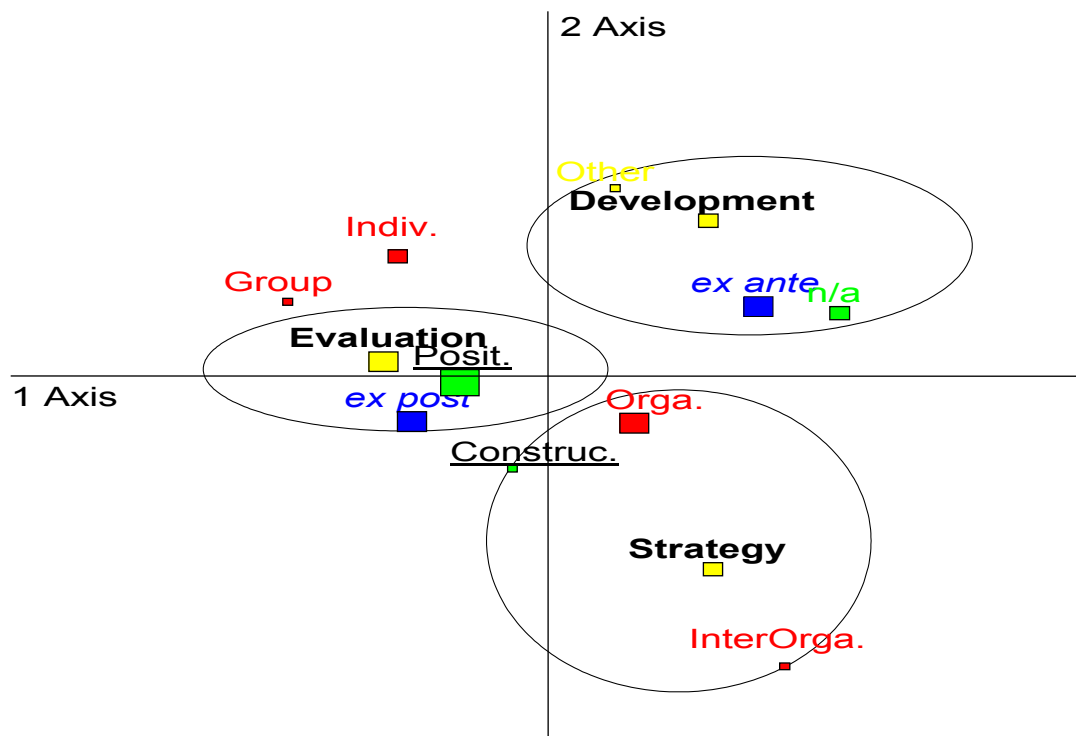 2 Axis
Other
Development
Indiv.
Group
ex ante
n/a
Evaluation
Posit.
1 Axis
ex post
Orga.
Construc.
Strategy
InterOrga.